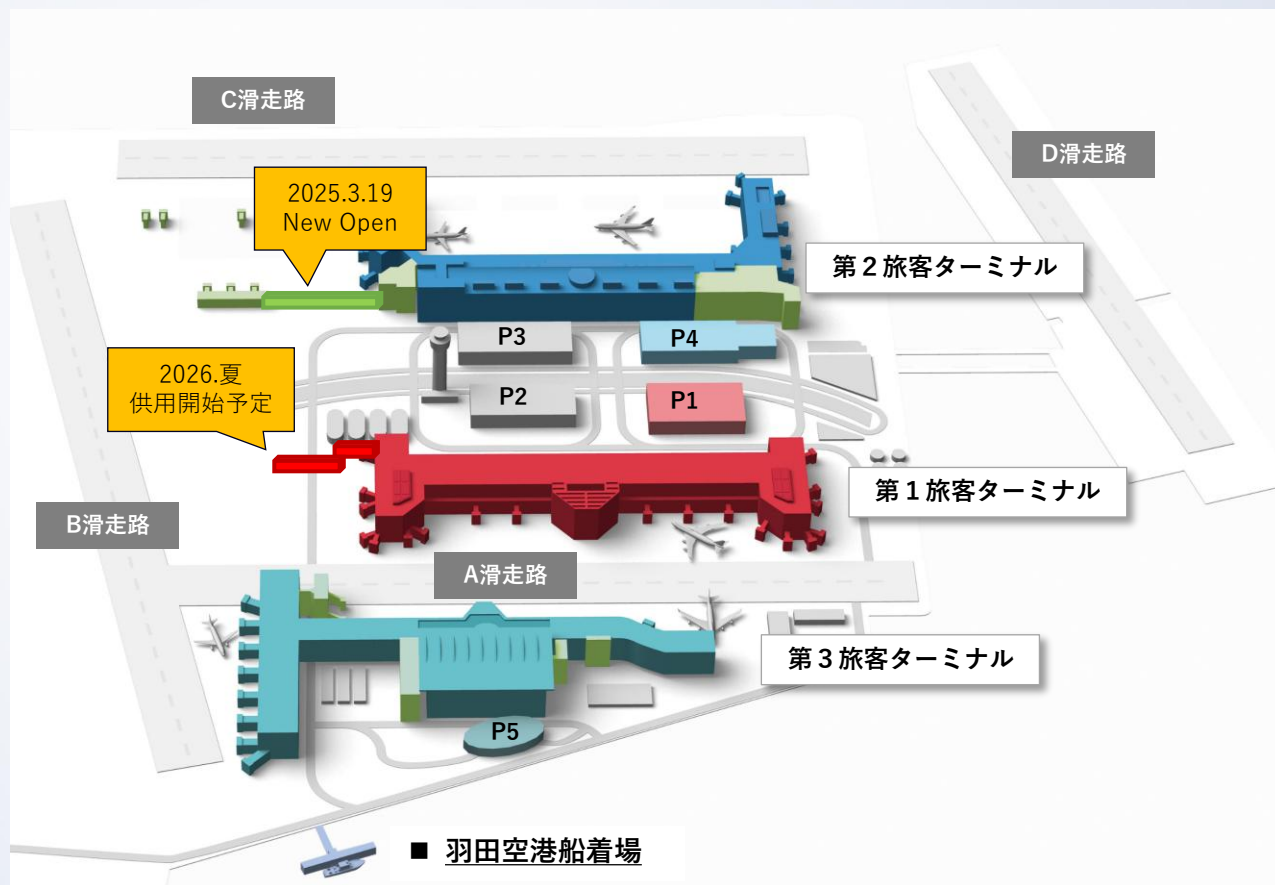 C滑走路
D滑走路
2025.3.19
New Open
第２旅客ターミナル
P3
P4
2026.夏
供用開始予定
P2
P1
第１旅客ターミナル
B滑走路
A滑走路
第３旅客ターミナル
P5
■ 羽田空港船着場